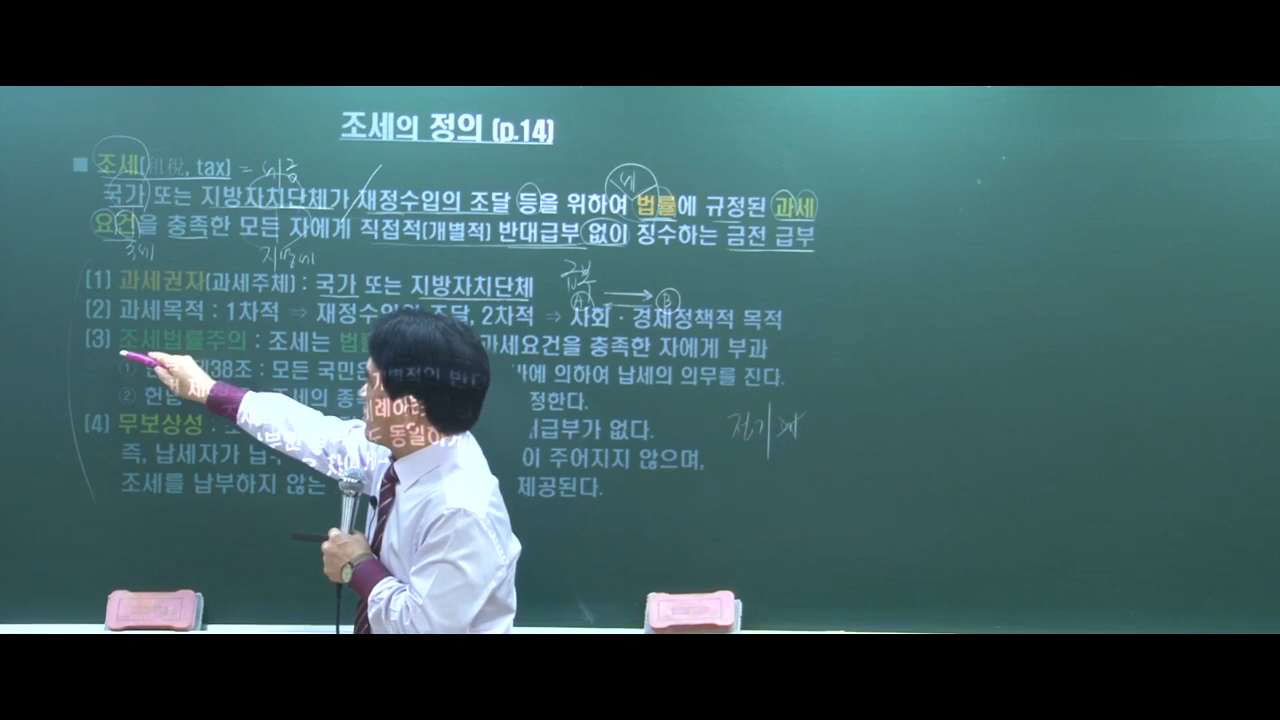 조세의 정의 (p.14)
■ 조세(租稅, tax) = 세금
국가 또는 지방자치단체가 재정수입의 조달 등을 위하여 법률에 규정된 과세
요건을 충족한 모든 자에게 직접적(개별적) 반대급부 없이 징수하는 금전 급부
국세 지방세
급부
(1) 과세권자(과세주체) : 국가 또는 지방자치단체
A B
(2) 과세목적 : 1차적 ⇒ 재정수입의 조달, 2차적 ⇒ 사회 · 경제정책적 목적
(3) 조세법률주의 : 조세는 과세요건을 충족한 자에게 부과
① 제38조 : 모든 국민은 에 의하여 납세의 의무를 진다.
② 헌법 조세의 종 정한다.
(4) 무보상성 : 급부가 없다.
즉, 납세자가 이 주어지지 않으며,
조세를 납부하지 않는 제공된다.